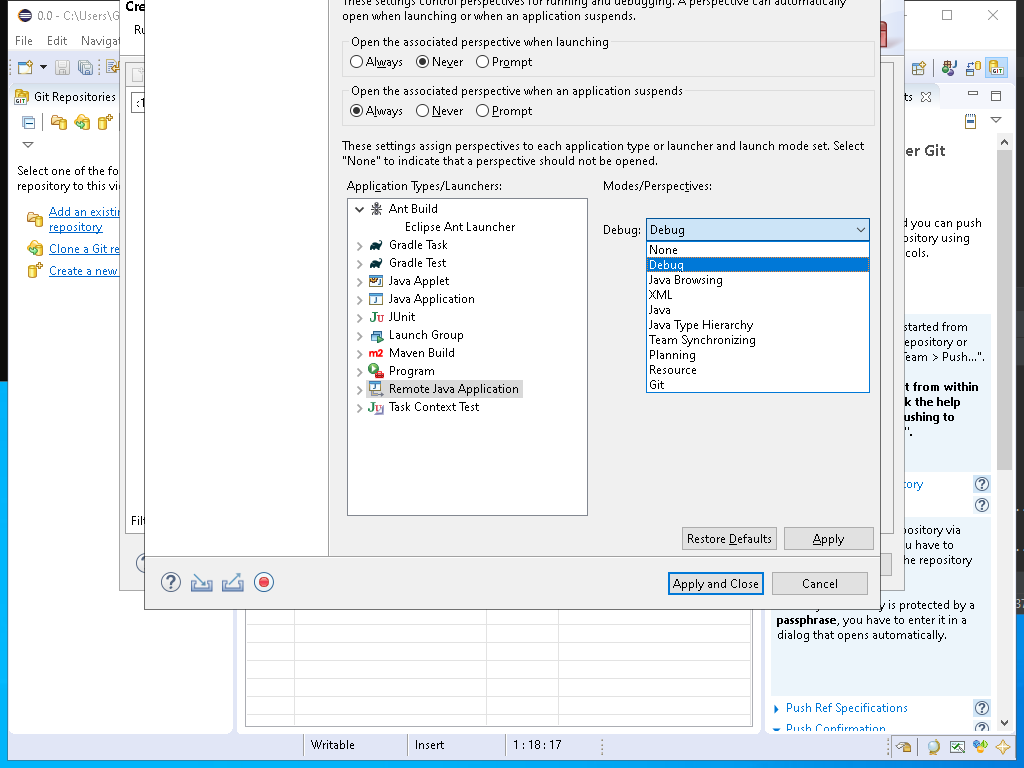 0.0 - C:\Users\G
Cre
File Edit Navigat
Ru
These settings control perspectives for running and debugging. A perspective can automatically
open when launching or when an application suspends.
Open the associated perspective when launching
Always Never Prompt
Open the associated perspective when an application suspends
Always Never Prompt
These settings assign perspectives to each application type or launcher and launch mode set. Select
"None" to indicate that a perspective should not be opened.
Application Types/Launchers:
Modes/Perspectives:
Ant Build
Eclipse Ant Launcher
Gradle Task
Gradle Test
Java Applet
Java Application
JUnit
Launch Group
Maven Build
Program
Remote Java Application
Task Context Test
Debug: Debug
None
Debug
Java Browsing
XML
Java
Java Type Hierarchy
Team Synchronizing
Planning
Resource
Git
Restore Defaults Apply
Apply and Close Cancel
Git Repositories
Select one of the fo
repository to this vi
Add an existin
repository
Clone a Git re
Create a new
Filt
ts
er Git
d you can push
ository using
cols.
started from
epository or
Team > Push...".
t from within
k the help
ushing to
".
ory
pository via
u have to
he repository
y is protected by a
passphrase, you have to enter it in a
dialog that opens automatically.
Push Ref Specifications
Push Confirmation
Writable Insert 1 : 18 : 17